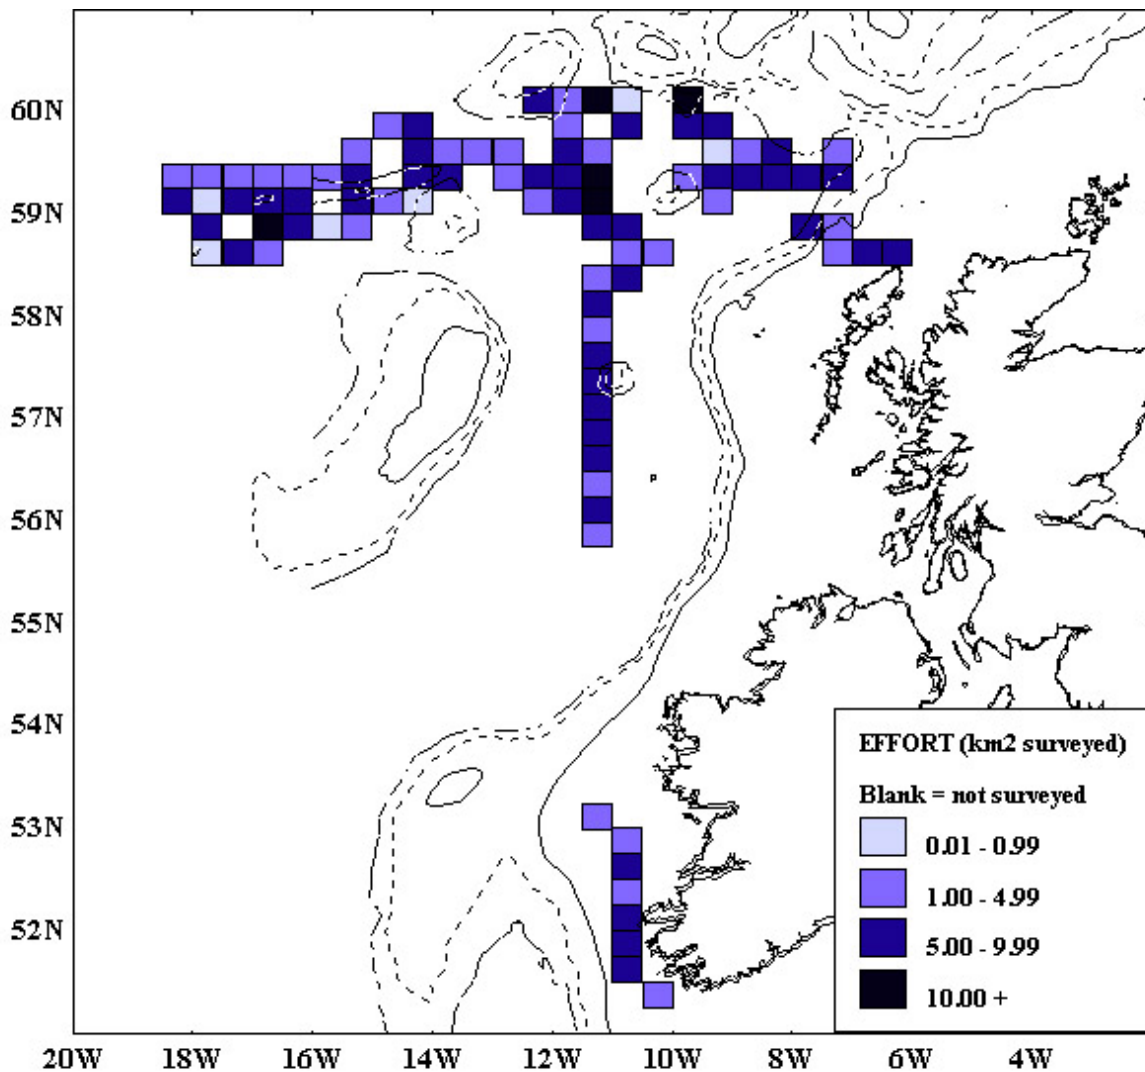 60N
59N
58N
57N
56N
55N
54N
53N
52N
EFFORT (km2 surveyed)
Blank = not surveyed
0.01 - 0.99
1.00 - 4.99
5.00 - 9.99
10.00 +
20W 18W 16W 14W 12W 10W 8W 6W 4W